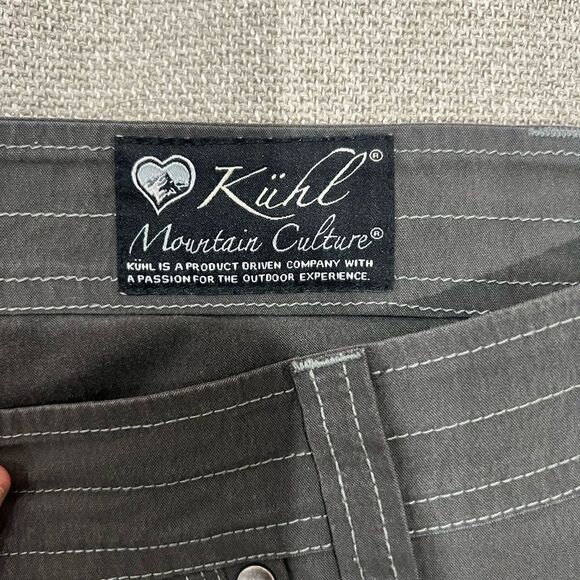 Kühl®
Mountain Culture®
KÜHL IS A PRODUCT DRIVEN COMPANY WITH
A PASSION FOR THE OUTDOOR EXPERIENCE.